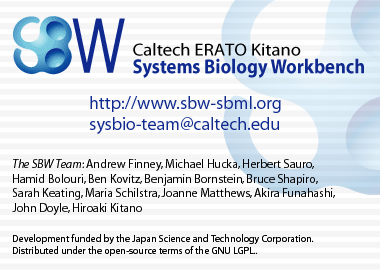 SBW
Caltech ERATO Kitano
Systems Biology Workbench
http://www.sbw-sbml.org
sysbio-team@caltech.edu
The SBW Team: Andrew Finney, Michael Hucka, Herbert Sauro,
Hamid Bolouri, Ben Kovitz, Benjamin Bornstein, Bruce Shapiro,
Sarah Keating, Maria Schilstra, Joanne Matthews, Akira Funahashi,
John Doyle, Hiroaki Kitano
Development funded by the Japan Science and Technology Corporation.
Distributed under the open-source terms of the GNU LGPL..